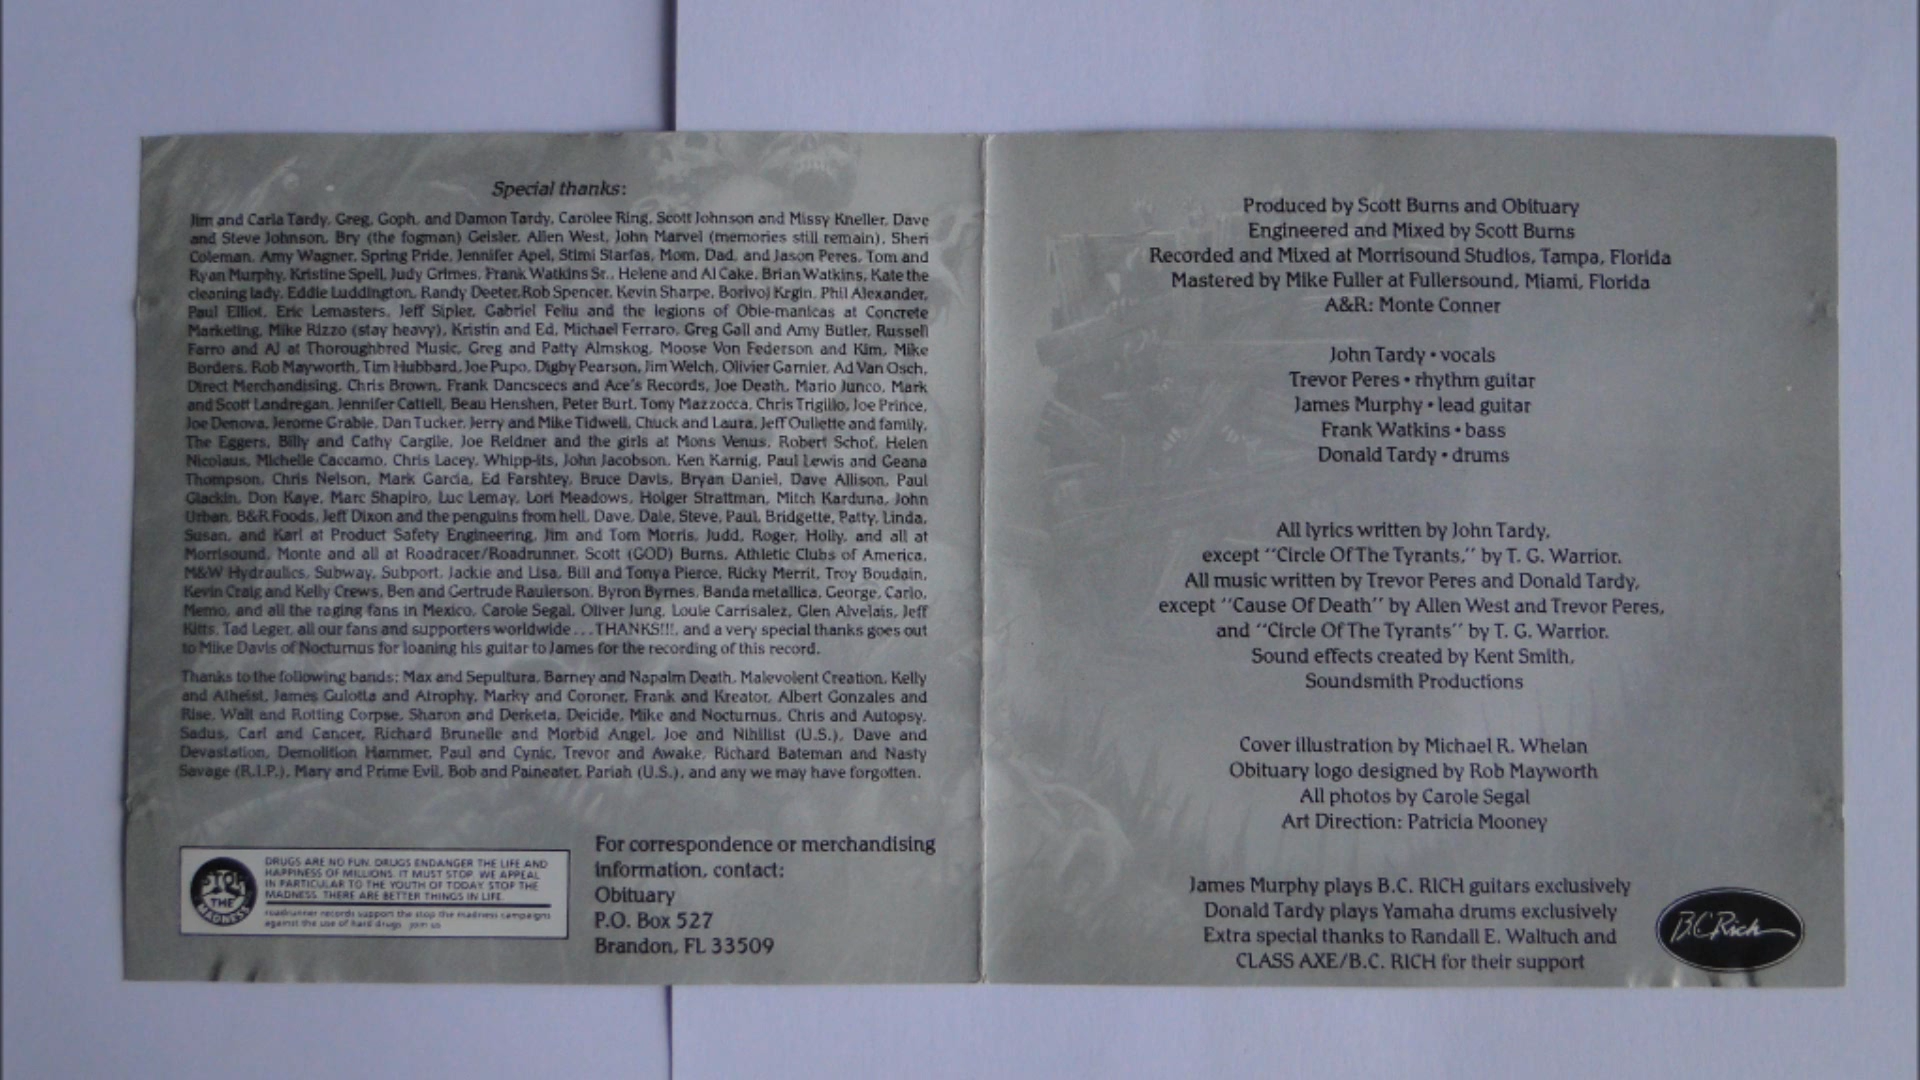 Special thanks:
Jim and Carla Tardy, Greg, Goph, and Damon Tardy, Carolee Ring, Scott Johnson and Missy Kneller, Dave
and Steve Johnson, Bry (the fogman) Geisler, Allen West, John Marvel (memories still remain), Sheri
Coleman, Amy Wagner, Spring Pride, Jennifer Apel, Stimi Starfas, Mom, Dad, and Jason Peres, Tom and
Ryan Murphy, Kristine Spell, Judy Grimes, Frank Watkins Sr., Helene and Al Cake, Brian Watkins, Kate the
cleaning lady, Eddie Luddington, Randy Deeter, Rob Spencer, Kevin Sharpe, Borivoj Krgin, Phil Alexander,
Paul Elliot, Eric Lemasters, Jeff Sipler, Gabriel Feliu and the legions of Obie-maniacs at Concrete
Marketing, Mike Rizzo (stay heavy), Kristin and Ed, Michael Ferraro, Greg Gall and Amy Butler, Russell
Farro and AJ at Thoroughbred Music, Greg and Patty Almskog, Moose Von Federson and Kim, Mike
Borders, Rob Mayworth, Tim Hubbard, Joe Pupo, Digby Pearson, Jim Welch, Olivier Garnier, Ad Van Osch,
Direct Merchandising, Chris Brown, Frank Dancsecs and Ace's Records, Joe Death, Mario Junco, Mark
and Scott Landregan, Jennifer Cattell, Beau Henshen, Peter Burt, Tony Mazzocca, Chris Trigilio, Joe Prince,
Joe Denova, Jerome Grable, Dan Tucker, Jerry and Mike Tidwell, Chuck and Laura, Jeff Ouliette and family,
The Eggers, Billy and Cathy Cargile, Joe Reidner and the girls at Mons Venus, Robert Schof, Helen
Nicolaus, Michelle Caccamo, Chris Lacey, Whipp-its, John Jacobson, Ken Karnig, Paul Lewis and Geana
Thompson, Chris Nelson, Mark Garcia, Ed Farshtey, Bruce Davis, Bryan Daniel, Dave Allison, Paul
Glackin, Don Kaye, Marc Shapiro, Luc Lemay, Lori Meadows, Holger Strattman, Mitch Karduna, John
Urban, B&R Foods, Jeff Dixon and the penguins from hell, Dave, Dale, Steve, Paul, Bridgette, Patty, Linda,
Susan, and Karl at Product Safety Engineering, Jim and Tom Morris, Judd, Roger, Holly, and all at
Morrisound, Monte and all at Roadracer/Roadrunner, Scott (GOD) Burns, Athletic Clubs of America,
M&W Hydraulics, Subway, Subport, Jackie and Lisa, Bill and Tonya Pierce, Ricky Merrit, Troy Boudain,
Kevin Craig and Kelly Crews, Ben and Gertrude Raulerson, Byron Byrnes, Banda metallica, George, Carlo,
Memo, and all the raging fans in Mexico, Carole Segal, Oliver Jung, Louie Carrisalez, Glen Alvelais, Jeff
Kitts, Tad Leger, all our fans and supporters worldwide...THANKS!!!, and a very special thanks goes out
to Mike Davis of Nocturnus for loaning his guitar to James for the recording of this record.
Thanks to the following bands: Max and Sepultura, Barney and Napalm Death, Malevolent Creation, Kelly
and Atheist, James Gulotta and Atrophy, Marky and Coroner, Frank and Kreator, Albert Gonzales and
Rise, Walt and Rotting Corpse, Sharon and Derketa, Deicide, Mike and Nocturnus, Chris and Autopsy,
Sadus, Carl and Cancer, Richard Brunelle and Morbid Angel, Joe and Nihilist (U.S.), Dave and
Devastation, Demolition Hammer, Paul and Cynic, Trevor and Awake, Richard Bateman and Nasty
Savage (R.I.P.), Mary and Prime Evil, Bob and Paineater, Pariah (U.S.), and any we may have forgotten.
STOP THE MADNESS
DRUGS ARE NO FUN. DRUGS ENDANGER THE LIFE AND
HAPPINESS OF MILLIONS. IT MUST STOP. WE APPEAL
IN PARTICULAR TO THE YOUTH OF TODAY STOP THE
MADNESS. THERE ARE BETTER THINGS IN LIFE.
roadrunner records support the stop the madness campaigns
against the use of hard drugs join us
For correspondence or merchandising
information, contact:
Obituary
P.O. Box 527
Brandon, FL 33509
Produced by Scott Burns and Obituary
Engineered and Mixed by Scott Burns
Recorded and Mixed at Morrisound Studios, Tampa, Florida
Mastered by Mike Fuller at Fullersound, Miami, Florida
A&R: Monte Conner
John Tardy • vocals
Trevor Peres • rhythm guitar
James Murphy • lead guitar
Frank Watkins • bass
Donald Tardy • drums
All lyrics written by John Tardy,
except "Circle Of The Tyrants," by T. G. Warrior.
All music written by Trevor Peres and Donald Tardy,
except "Cause Of Death" by Allen West and Trevor Peres,
and "Circle Of The Tyrants" by T. G. Warrior.
Sound effects created by Kent Smith,
Soundsmith Productions
Cover illustration by Michael R. Whelan
Obituary logo designed by Rob Mayworth
All photos by Carole Segal
Art Direction: Patricia Mooney
James Murphy plays B.C. RICH guitars exclusively
Donald Tardy plays Yamaha drums exclusively
Extra special thanks to Randall E. Waltuch and
CLASS AXE/B.C. RICH for their support
B.C. Rich